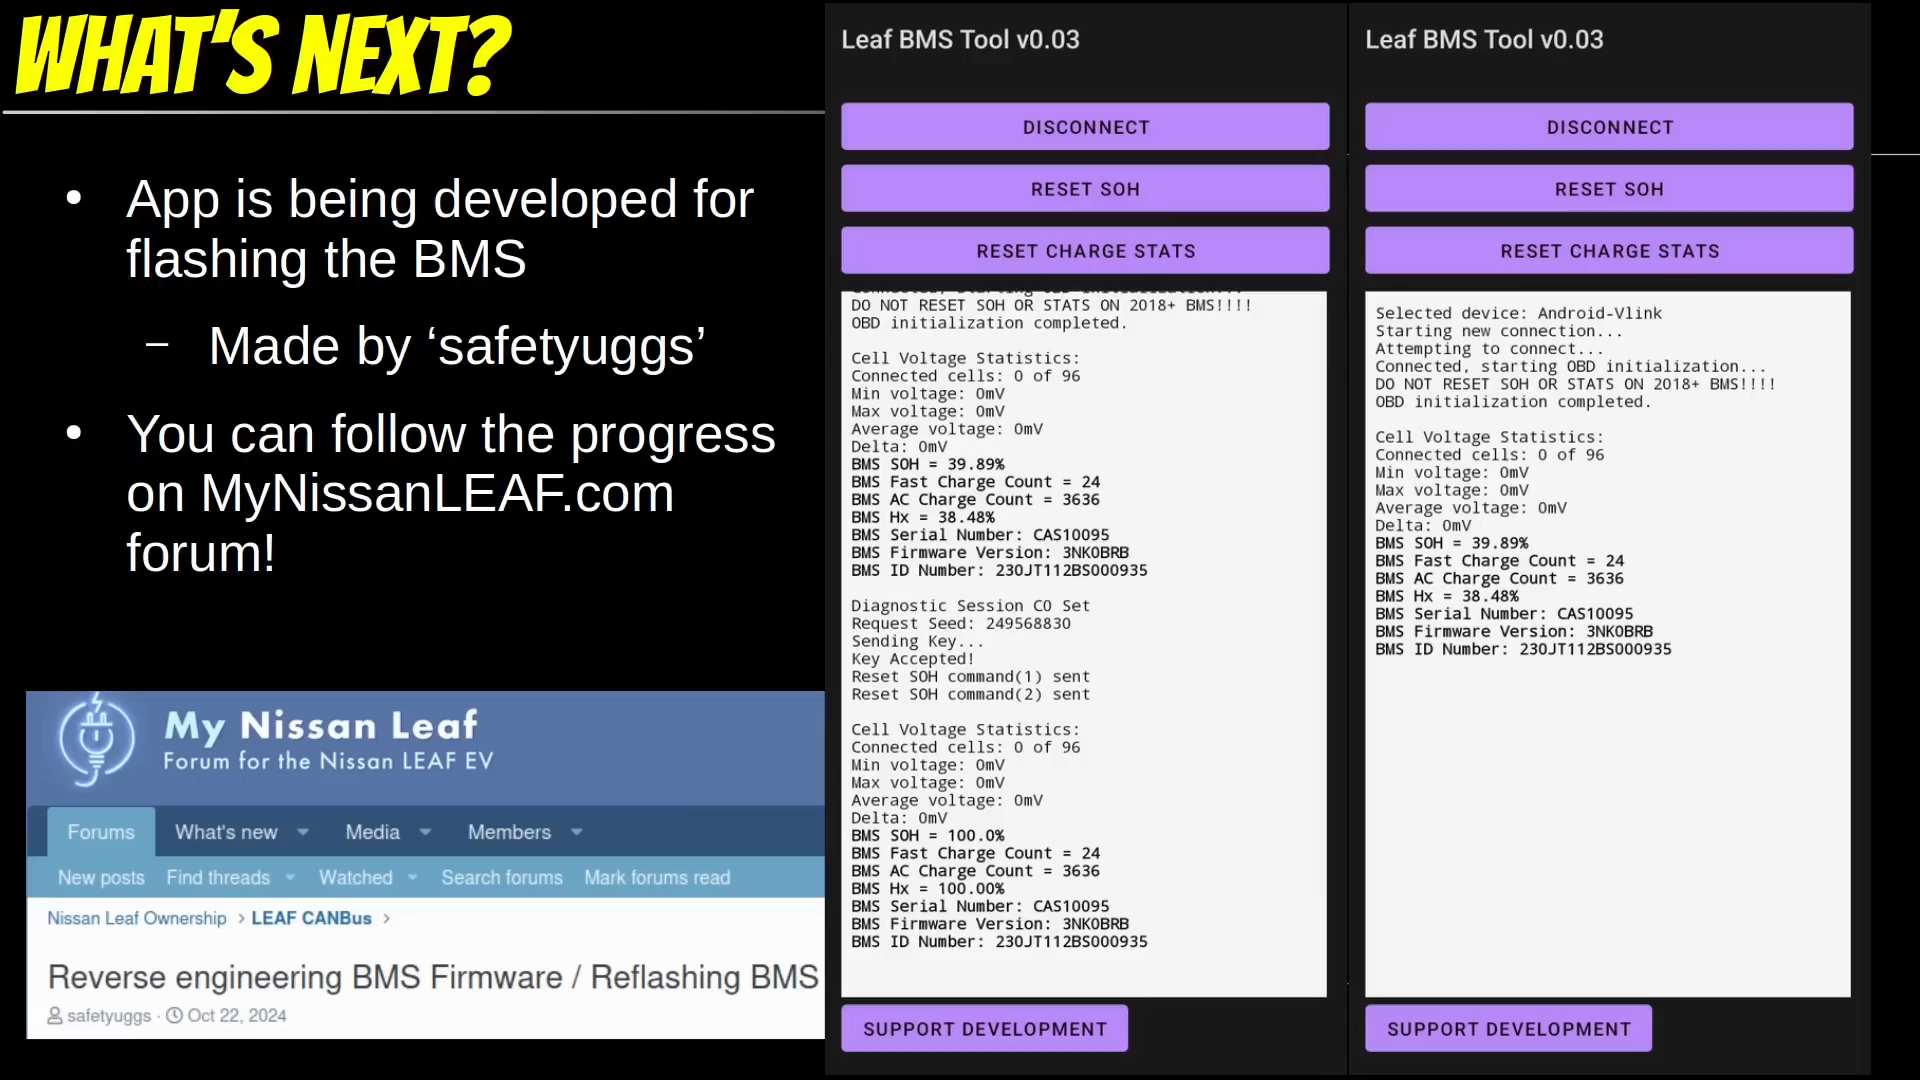 WHAT'S NEXT?
• App is being developed for
flashing the BMS
– Made by ‘safetyuggs’
• You can follow the progress
on MyNissanLEAF.com
forum!
My Nissan Leaf
Forum for the Nissan LEAF EV
Forums What's new Media Members
New posts Find threads Watched Search forums Mark forums read
Nissan Leaf Ownership > LEAF CANBus >
Reverse engineering BMS Firmware / Reflashing BMS
safetyuggs · Oct 22, 2024
Leaf BMS Tool v0.03
DISCONNECT
RESET SOH
RESET CHARGE STATS
Connected, starting OBD initialization...
DO NOT RESET SOH OR STATS ON 2018+ BMS!!!!
OBD initialization completed.
Cell Voltage Statistics:
Connected cells: 0 of 96
Min voltage: 0mV
Max voltage: 0mV
Average voltage: 0mV
Delta: 0mV
BMS SOH = 39.89%
BMS Fast Charge Count = 24
BMS AC Charge Count = 3636
BMS Hx = 38.48%
BMS Serial Number: CAS10095
BMS Firmware Version: 3NK0BRB
BMS ID Number: 230JT112BS000935
Diagnostic Session C0 Set
Request Seed: 249568830
Sending Key...
Key Accepted!
Reset SOH command(1) sent
Reset SOH command(2) sent
Cell Voltage Statistics:
Connected cells: 0 of 96
Min voltage: 0mV
Max voltage: 0mV
Average voltage: 0mV
Delta: 0mV
BMS SOH = 100.0%
BMS Fast Charge Count = 24
BMS AC Charge Count = 3636
BMS Hx = 100.00%
BMS Serial Number: CAS10095
BMS Firmware Version: 3NK0BRB
BMS ID Number: 230JT112BS000935
SUPPORT DEVELOPMENT
Leaf BMS Tool v0.03
DISCONNECT
RESET SOH
RESET CHARGE STATS
Selected device: Android-Vlink
Starting new connection...
Attempting to connect...
Connected, starting OBD initialization...
DO NOT RESET SOH OR STATS ON 2018+ BMS!!!!
OBD initialization completed.
Cell Voltage Statistics:
Connected cells: 0 of 96
Min voltage: 0mV
Max voltage: 0mV
Average voltage: 0mV
Delta: 0mV
BMS SOH = 39.89%
BMS Fast Charge Count = 24
BMS AC Charge Count = 3636
BMS Hx = 38.48%
BMS Serial Number: CAS10095
BMS Firmware Version: 3NK0BRB
BMS ID Number: 230JT112BS000935
SUPPORT DEVELOPMENT